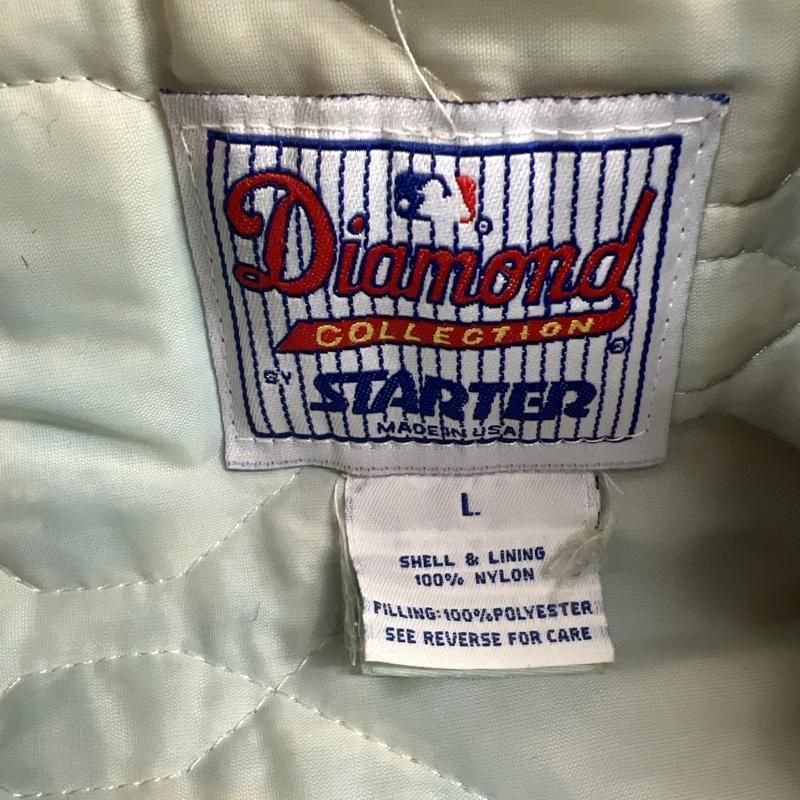 Diamond
COLLECTION
BY STARTER
MADE IN USA
L
SHELL & LINING
100% NYLON
FILLING: 100% POLYESTER
SEE REVERSE FOR CARE